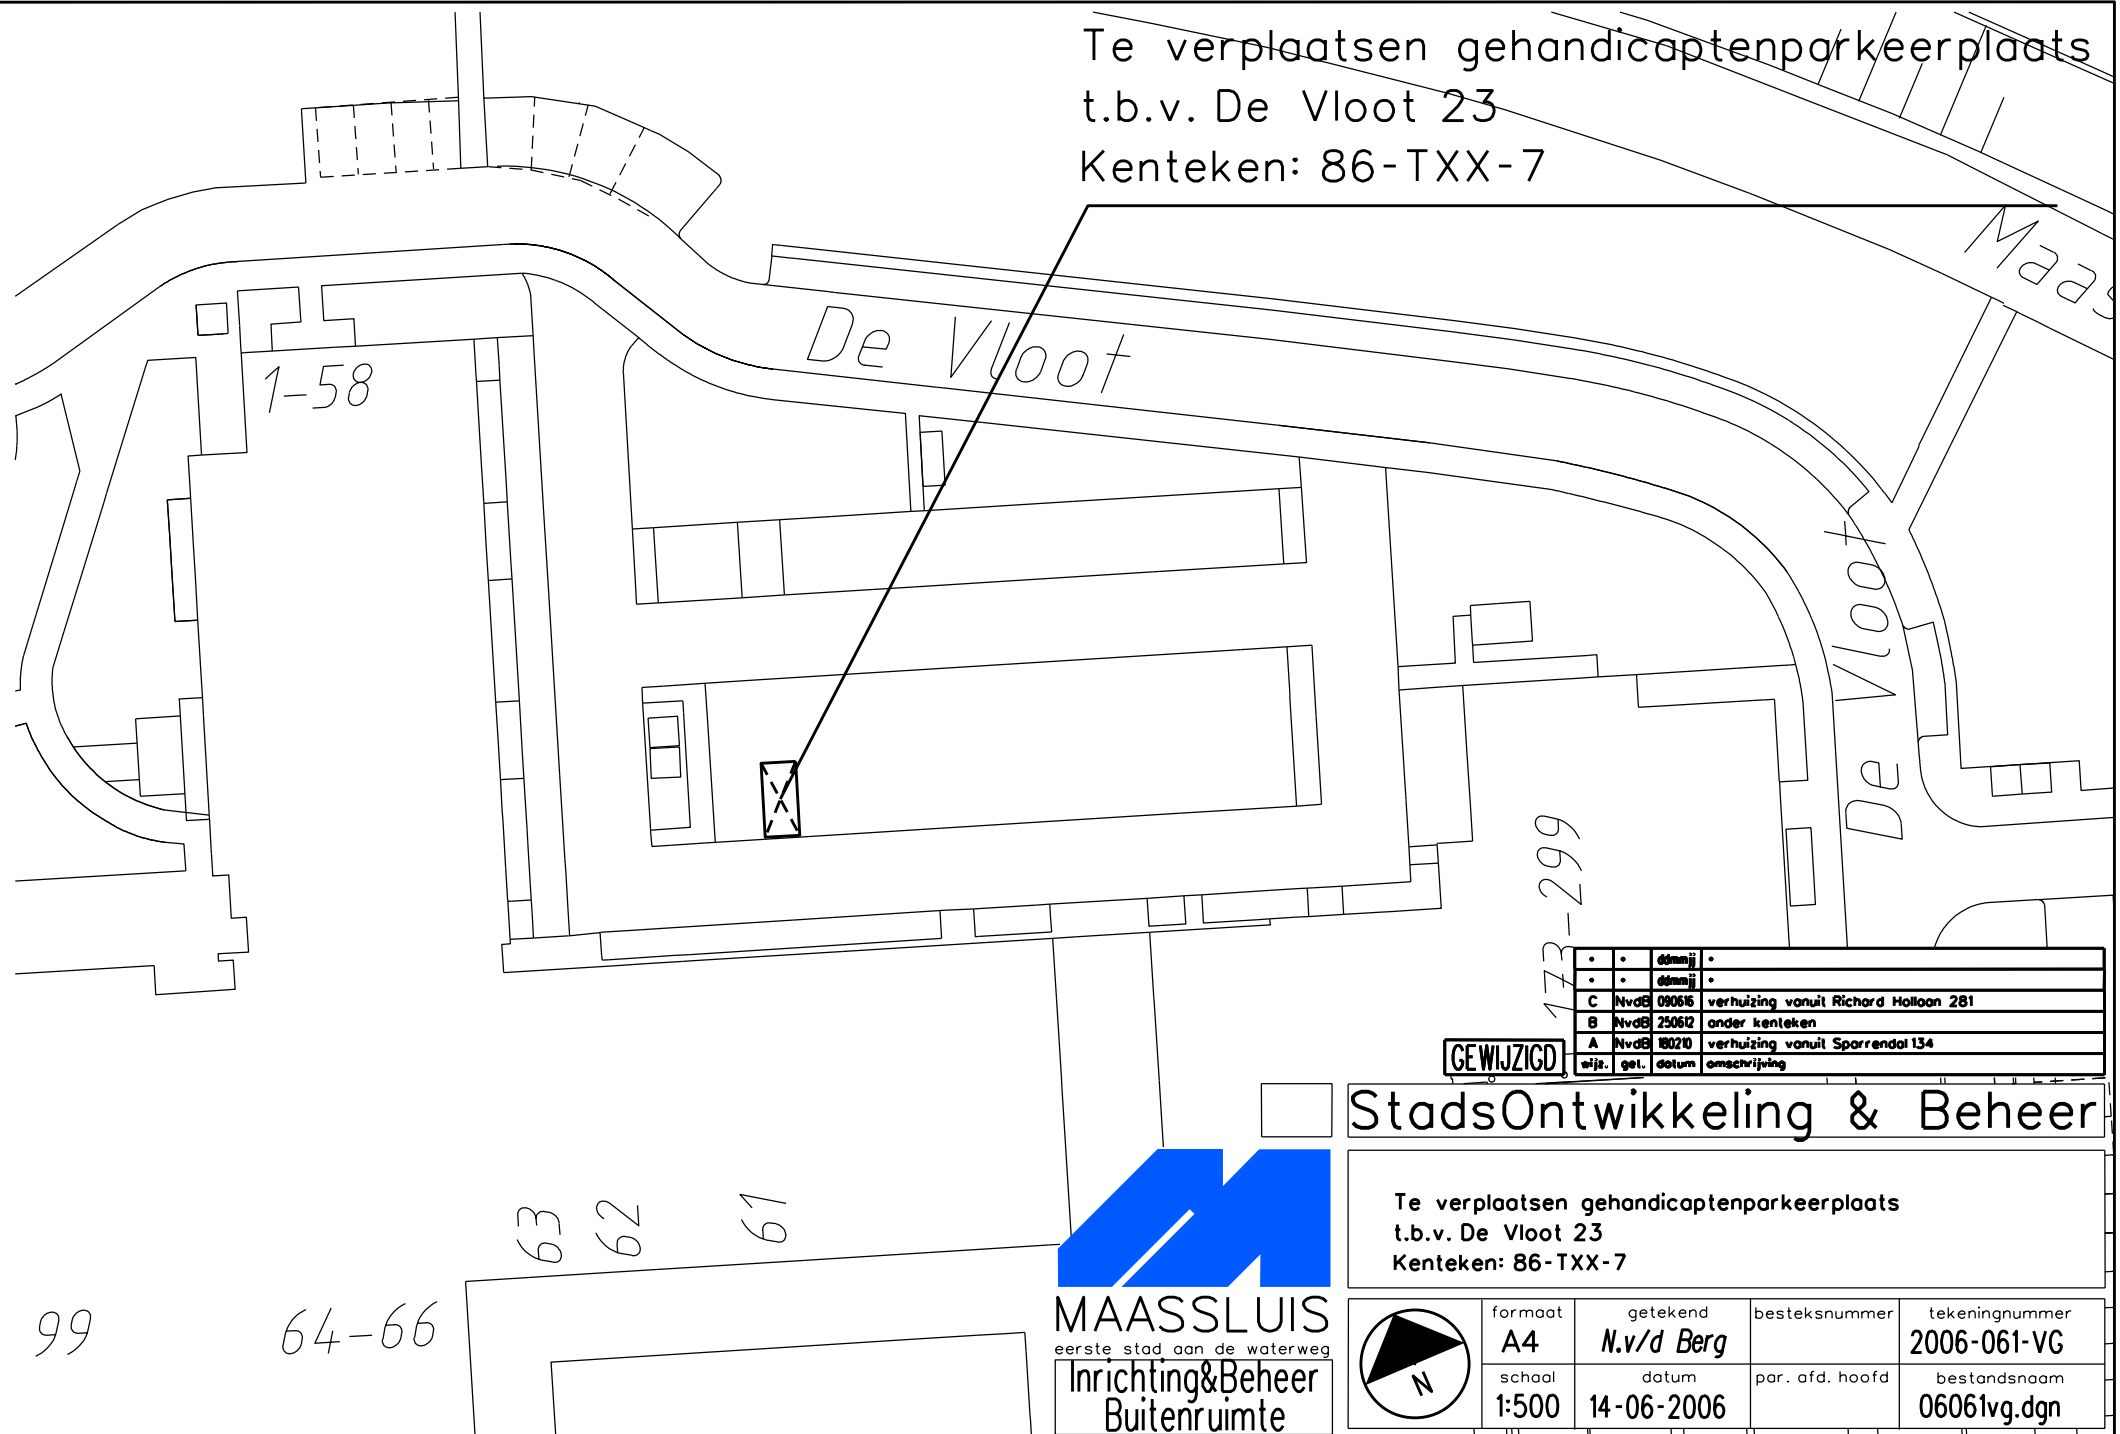 Te verplaatsen gehandicaptenparkeerplaats
t.b.v. De Vloot 23
Kenteken: 86-TXX-7
Maas
De Vloot
1-58
De Vloot
173-299
ddmmjj
ddmmjj
C NvdB 090616 verhuizing vanuit Richard Holloan 281
B NvdB 250612 ander kenteken
A NvdB 180210 verhuizing vanuit Sparrendal 134
wijz. get. datum omschrijving
GEWIJZIGD
StadsOntwikkeling & Beheer
Te verplaatsen gehandicaptenparkeerplaats
t.b.v. De Vloot 23
Kenteken: 86-TXX-7
63
62
61
99
64-66
MAASSLUIS
eerste stad aan de waterweg
Inrichting&Beheer
Buitenruimte
N
formaat getekend besteksnummer tekeningnummer
A4 N.v/d Berg 2006-061-VG
schaal datum par. afd. hoofd bestandsnaam
1:500 14-06-2006 06061vg.dgn